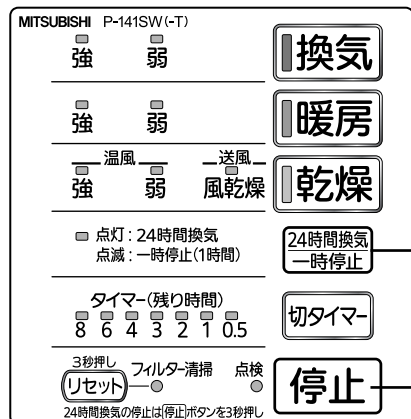 MITSUBISHI P-141SW(-T)
強 弱 換気
強 弱 暖房
温風 送風
強 弱 風乾燥 乾燥
点灯:24時間換気
点滅:一時停止(1時間)
24時間換気
一時停止
タイマー(残り時間)
8 6 4 3 2 1 0.5
切タイマー
3秒押し
リセット フィルター清掃 点検
停止
24時間換気の停止は停止ボタンを3秒押し